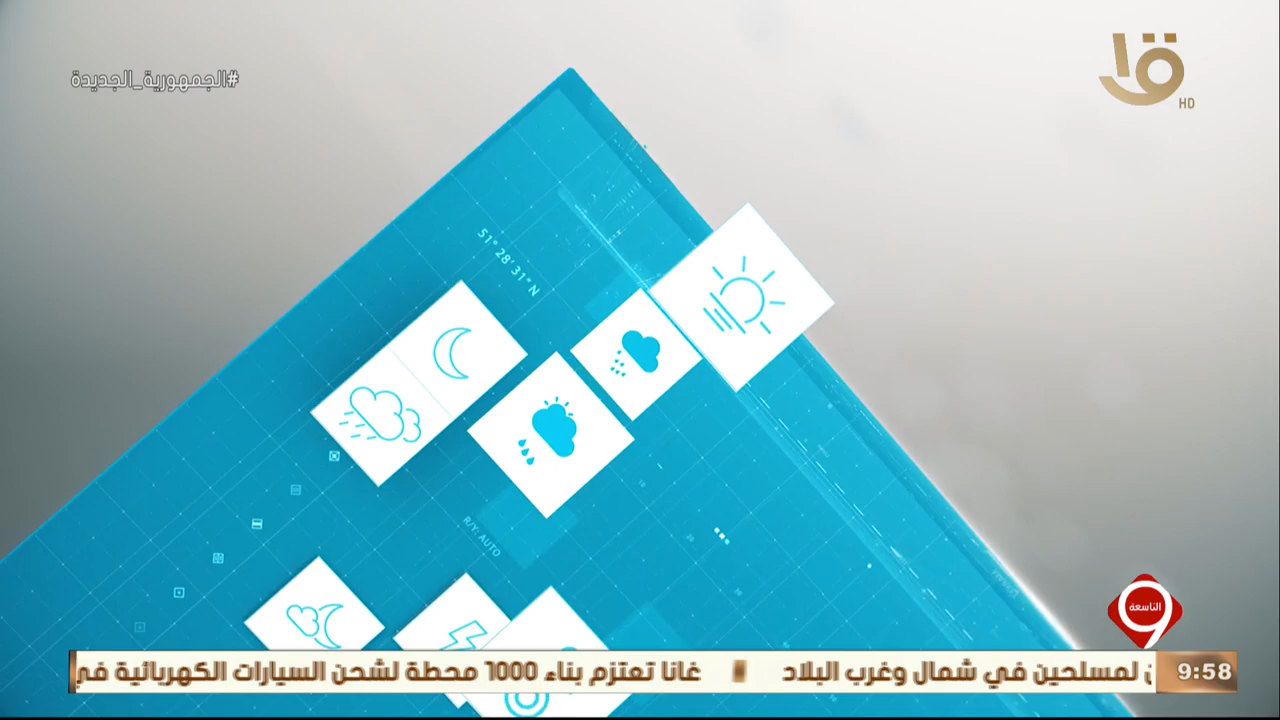 #الجمهورية_الجديدة
HD
51° 28' 31" N
R/Y: AUTO
التاسعة
9
لمسلحين في شمال وغرب البلاد
غانا تعتزم بناء 1000 محطة لشحن السيارات الكهربائية في
9:58